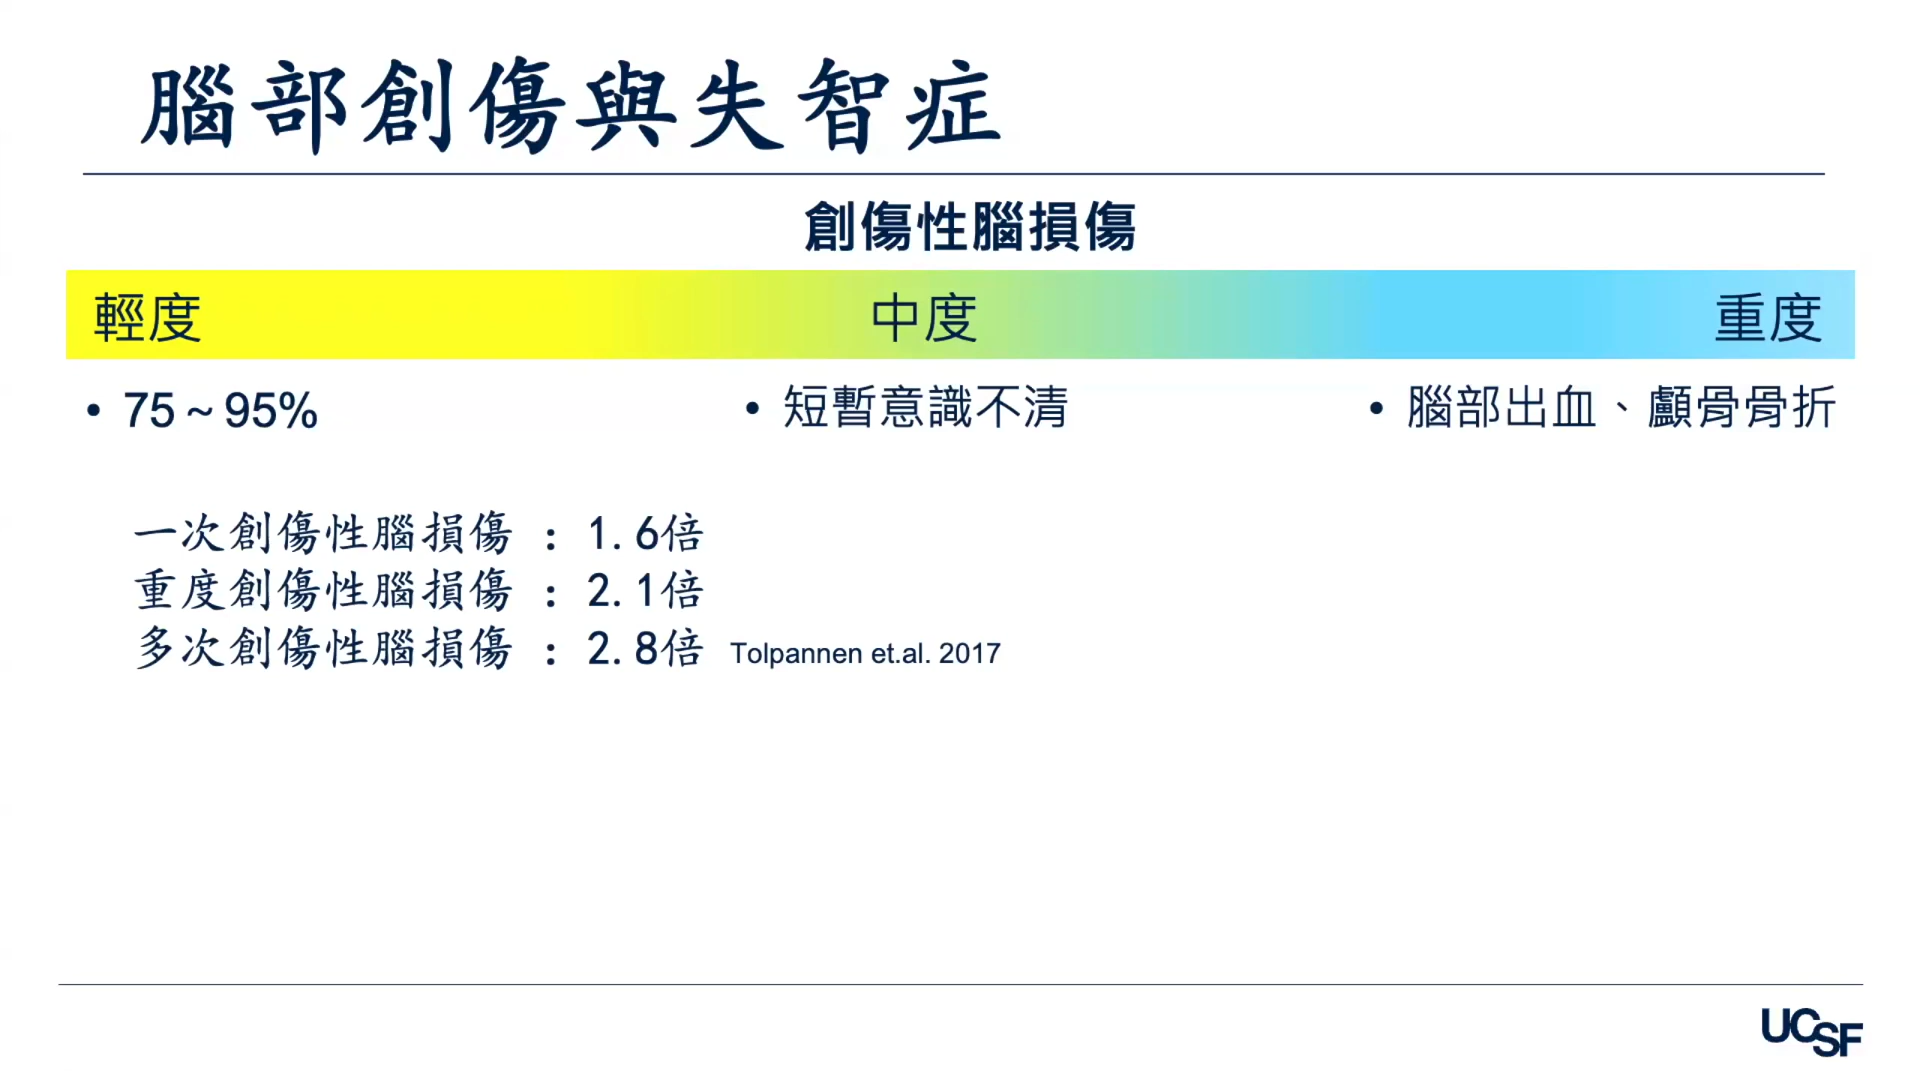 腦部創傷與失智症
創傷性腦損傷
輕度 中度 重度
• 75～95% • 短暫意識不清 • 腦部出血、顱骨骨折
一次創傷性腦損傷 : 1.6倍
重度創傷性腦損傷 : 2.1倍
多次創傷性腦損傷 : 2.8倍 Tolpannen et.al. 2017
UCSF